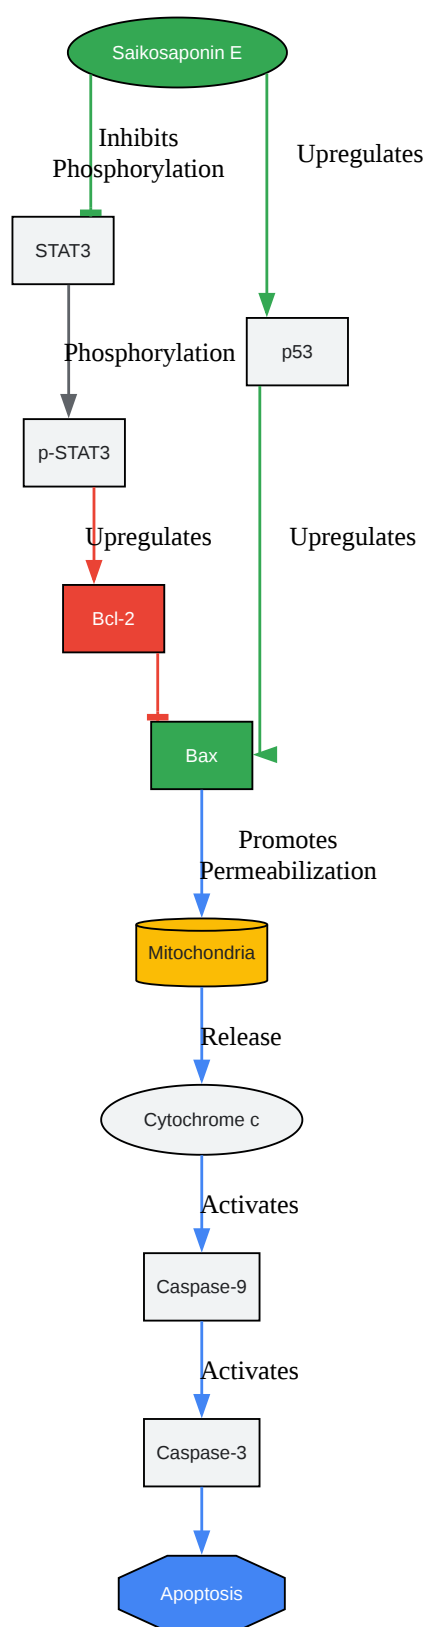 Saikosaponin E
Inhibits
Phosphorylation
Upregulates
STAT3
Phosphorylation
p53
p-STAT3
Upregulates
Upregulates
Bcl-2
Bax
Promotes
Permeabilization
Mitochondria
Release
Cytochrome c
Activates
Caspase-9
Activates
Caspase-3
Apoptosis